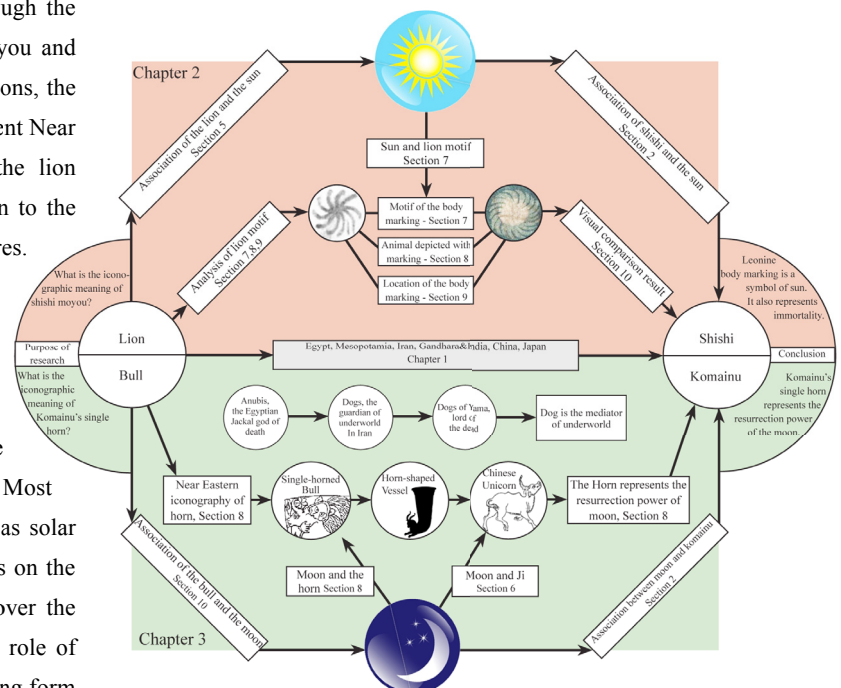 ough the
you and
ons, the
ent Near
the lion
n to the
res.
Most
as solar
s on the
over the
role of
ng form
Chapter 2
Association of the lion and the sun
Section 5
Sun and lion motif
Section 7
Association of shishi and the sun
Section 2
Analysis of lion motif
Section 7,8,9
Motif of the body
marking - Section 7
Animal depicted with
marking - Section 8
Location of the body
marking - Section 9
Visual comparison result
Section 10
What is the icono-
graphic meaning of
shishi moyou?
Purpose of
research
What is the
iconographic
meaning of
Komainu's single
horn?
Lion
Bull
Egypt, Mesopotamia, Iran, Gandhara&India, China, Japan
Chapter 1
Shishi
Komainu
Leonine
body marking is a
symbol of sun.
It also represents
immortality.
Conclusion
Komainu's
single horn
represents the
resurrection power
of the moon.
Anubis,
the Egyptian
Jackal god of
death
Dogs, the
guardian of
underworld
In Iran
Dogs of Yama,
lord of
the dead
Dog is the mediator
of underworld
Near Eastern
iconography of
horn, Section 8
Single-horned
Bull
Horn-shaped
Vessel
Chinese
Unicorn
The Horn represents the
resurrection power of
moon, Section 8
Moon and the
horn Section 8
Moon and Ji
Section 6
Association of the bull and the moon
Section 10
Association between moon and komainu
Section 2
Chapter 3